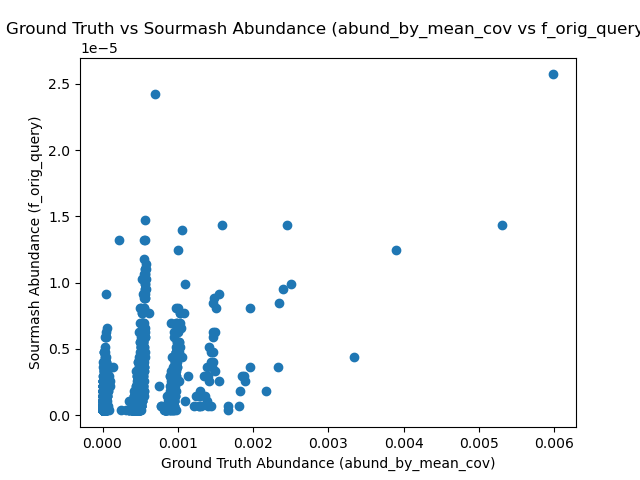 Ground Truth vs Sourmash Abundance (abund_by_mean_cov vs f_orig_query
1e−5
2.5
2.0
1.5
1.0
0.5
0.0
Sourmash Abundance (f_orig_query)
0.000 0.001 0.002 0.003 0.004 0.005 0.006
Ground Truth Abundance (abund_by_mean_cov)